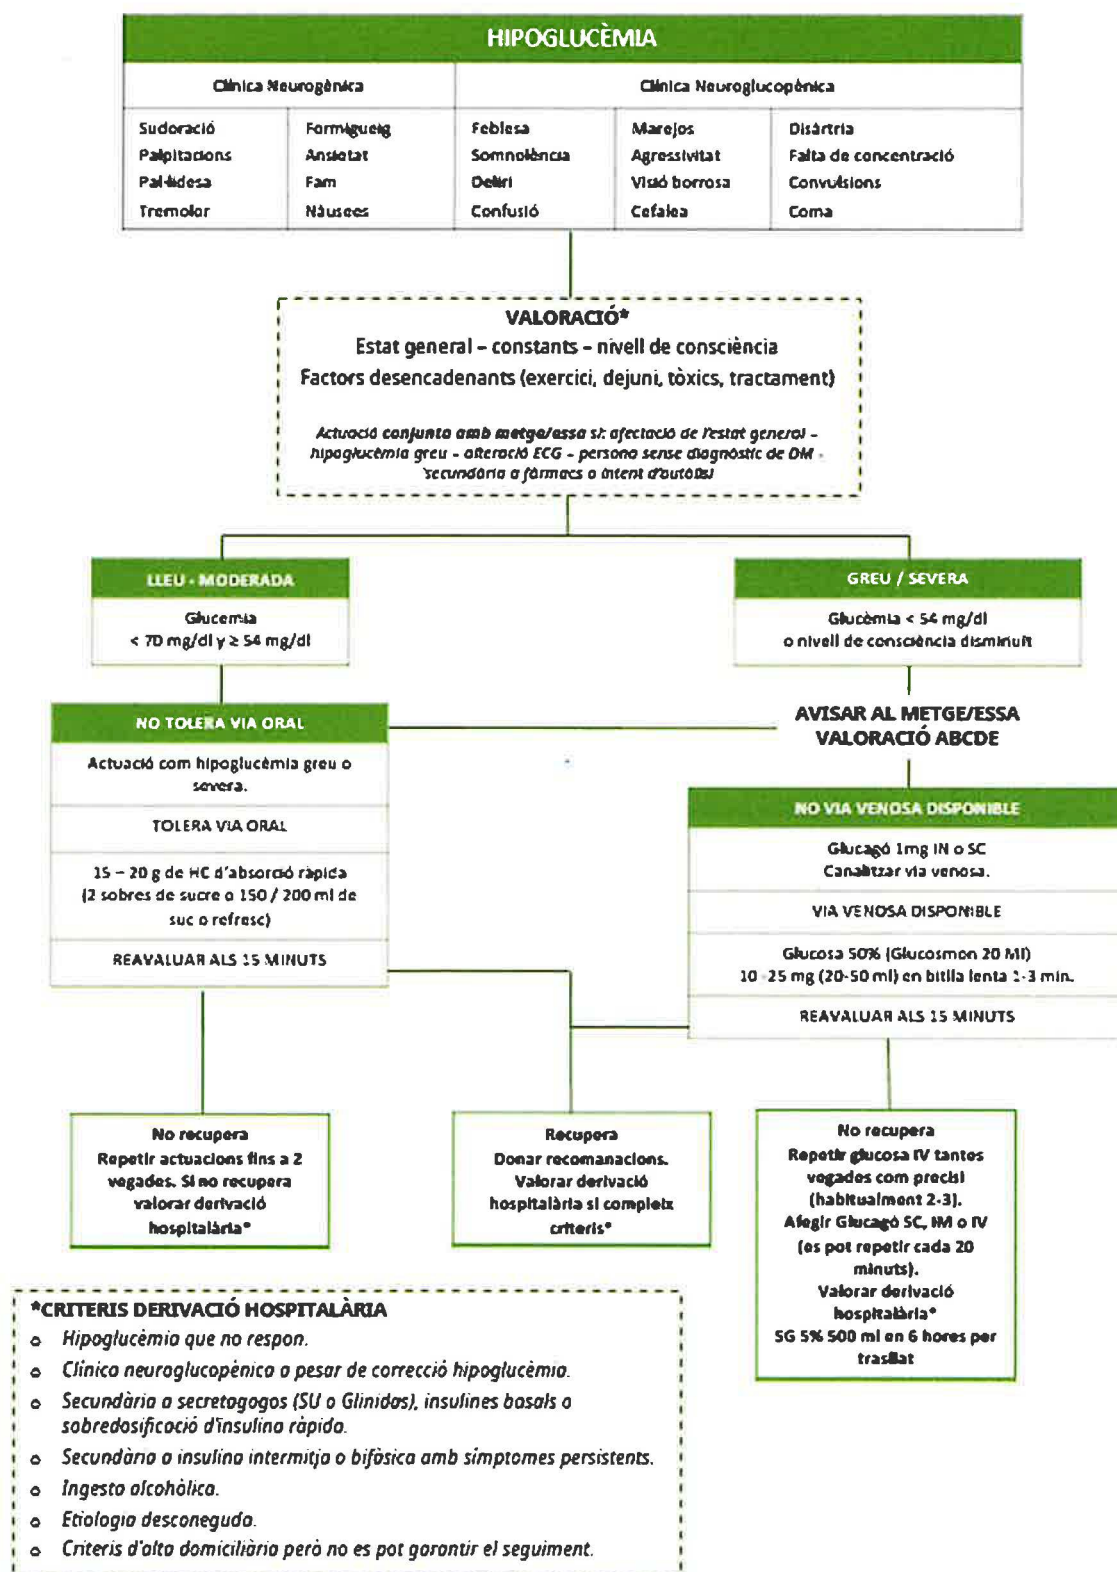 HIPOGLUCÈMIA
Clínica Neurogènica
Clínica Neuroglucopènica
Sudoració
Palpitacions
Pal·lidesa
Tremolor
Formigueig
Ansietat
Fam
Nàusees
Feblesa
Somnolència
Deliri
Confusió
Marejos
Agressivitat
Visió borrosa
Cefalea
Disàrtria
Falta de concentració
Convulsions
Coma
VALORACIÓ*
Estat general – constants – nivell de consciència
Factors desencadenants (exercici, dejuni, tòxics, tractament)
Actuació conjunta amb metge/essa si: afectació de l'estat general –
hipoglucèmia greu – alteració ECG – persona sense diagnòstic de DM -
secundària a fàrmacs o intent d'autòlisi
LLEU - MODERADA
Glucemia
< 70 mg/dl y ≥ 54 mg/dl
GREU / SEVERA
Glucèmia < 54 mg/dl
o nivell de consciència disminuït
NO TOLERA VIA ORAL
Actuació com hipoglucèmia greu o
severa.
TOLERA VIA ORAL
15 – 20 g de HC d'absorció ràpida
(2 sobres de sucre o 150 / 200 ml de
suc o refresc)
REAVALUAR ALS 15 MINUTS
AVISAR AL METGE/ESSA
VALORACIÓ ABCDE
NO VIA VENOSA DISPONIBLE
Glucagó 1mg IN o SC
Canalitzar via venosa.
VIA VENOSA DISPONIBLE
Glucosa 50% (Glucosmon 20 Ml)
10 -25 mg (20-50 ml) en bitlla lenta 1-3 min.
REAVALUAR ALS 15 MINUTS
No recupera
Repetir actuacions fins a 2
vegades. Si no recupera
valorar derivació
hospitalària*
Recupera
Donar recomanacions.
Valorar derivació
hospitalària si compleix
criteris*
No recupera
Repetir glucosa IV tantes
vegades com precisi
(habitualment 2-3).
Afegir Glucagó SC, IM o IV
(es pot repetir cada 20
minuts).
Valorar derivació
hospitalària*
SG 5% 500 ml en 6 hores per
trasllat
*CRITERIS DERIVACIÓ HOSPITALÀRIA
o Hipoglucèmia que no respon.
o Clínica neuroglucopènica a pesar de correcció hipoglucèmia.
o Secundària a secretagogos (SU o Glinidas), insulines basals o
sobredosificació d'insulina ràpida.
o Secundària a insulina intermitja o bifàsica amb símptomes persistents.
o Ingesta alcohòlica.
o Etiologia desconeguda.
o Criteris d'alta domiciliària però no es pot garantir el seguiment.